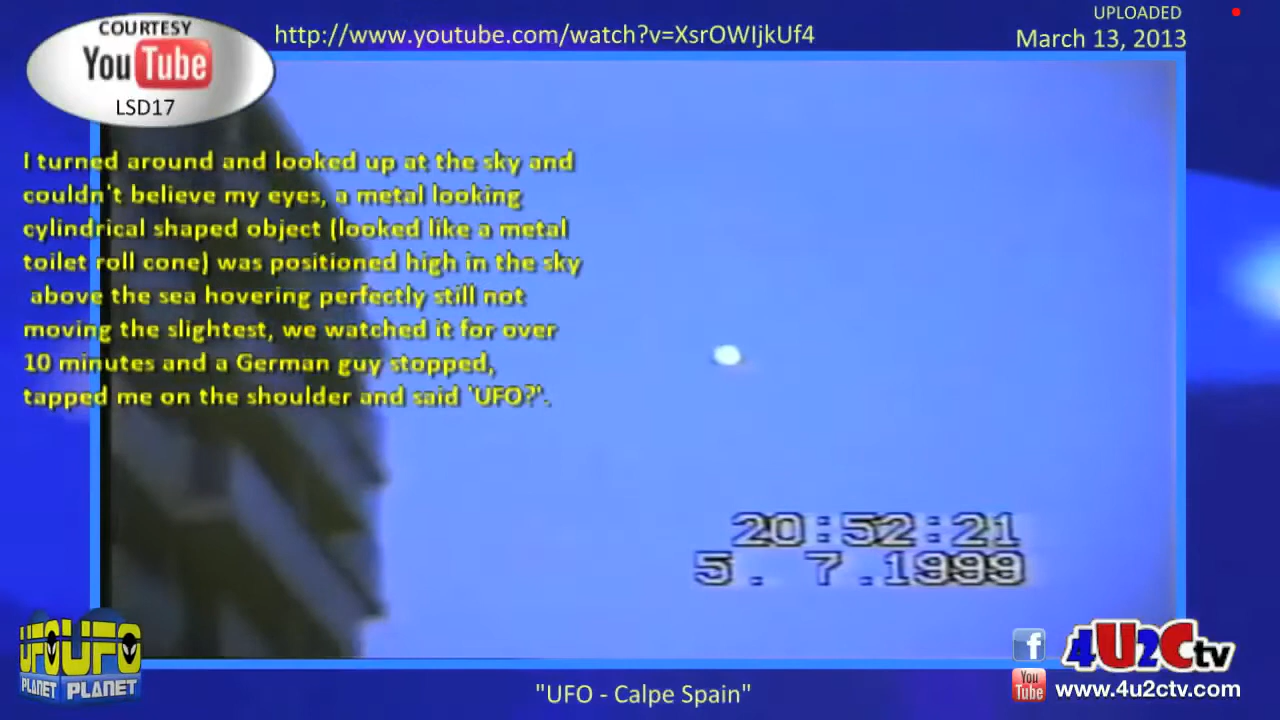 COURTESY
YouTube
LSD17
http://www.youtube.com/watch?v=XsrOWIjkUf4
UPLOADED
March 13, 2013
I turned around and looked up at the sky and
couldn't believe my eyes, a metal looking
cylindrical shaped object (looked like a metal
toilet roll cone) was positioned high in the sky
above the sea hovering perfectly still not
moving the slightest, we watched it for over
10 minutes and a German guy stopped,
tapped me on the shoulder and said 'UFO?'.
20:52:21
5. 7.1999
UFO UFO
PLANET PLANET
"UFO - Calpe Spain"
f
4U2Ctv
You
Tube
www.4u2ctv.com